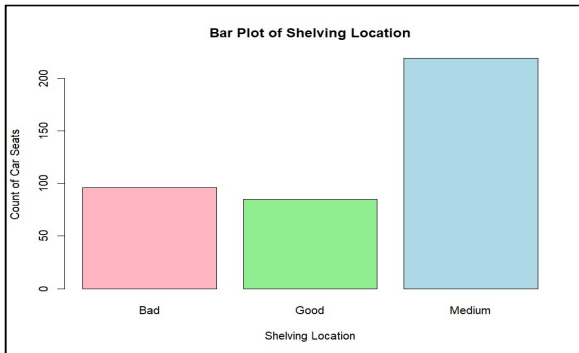 Bar Plot of Shelving Location
Count of Car Seats
200
150
100
50
0
Bad Good Medium
Shelving Location